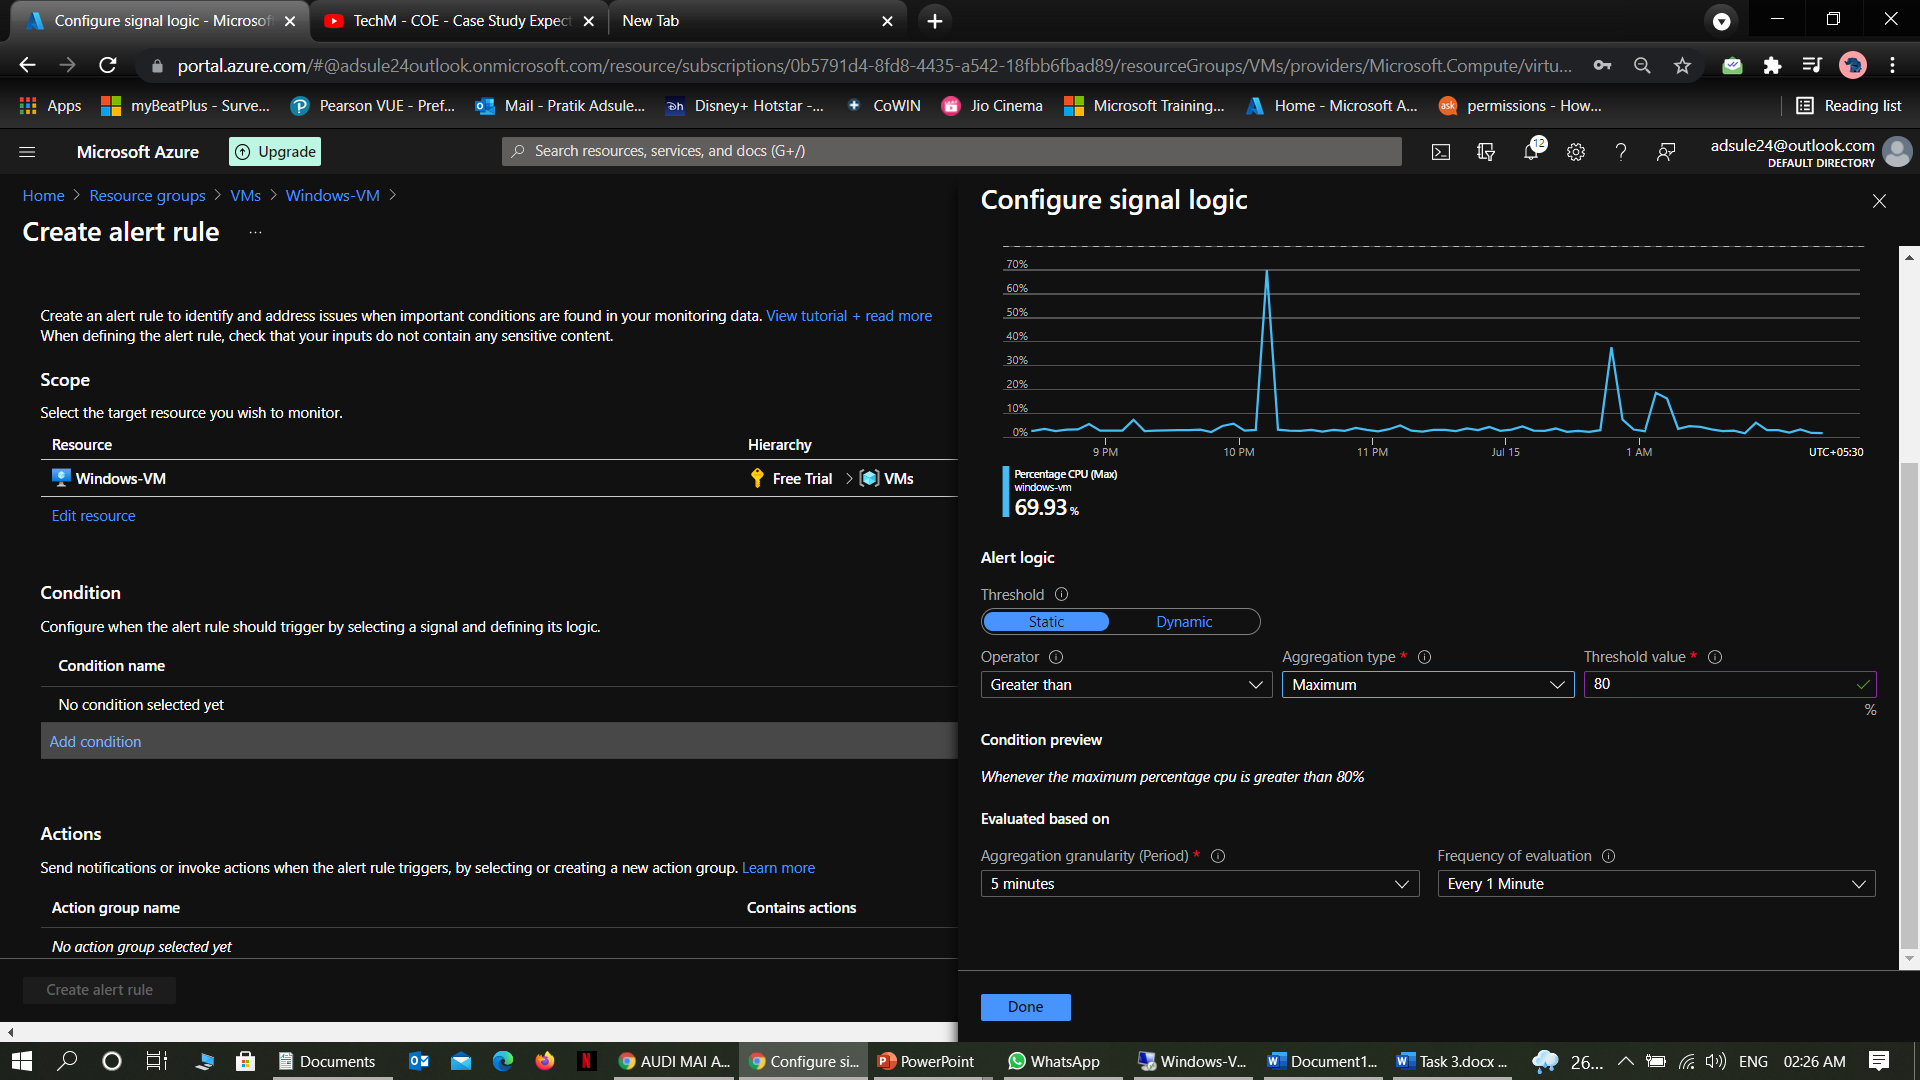 Configure signal logic - Microsof
TechM - COE - Case Study Expect
New Tab
portal.azure.com/#@adsule24outlook.onmicrosoft.com/resource/subscriptions/0b5791d4-8fd8-4435-a542-18fbb6fbad89/resourceGroups/VMs/providers/Microsoft.Compute/virtu...
Apps
myBeatPlus - Surve...
Pearson VUE - Pref...
Mail - Pratik Adsule...
Disney+ Hotstar -...
CoWIN
Jio Cinema
Microsoft Training...
Home - Microsoft A...
permissions - How...
Reading list
Microsoft Azure
Upgrade
Search resources, services, and docs (G+/)
12
adsule24@outlook.com
DEFAULT DIRECTORY
Home > Resource groups > VMs > Windows-VM >
Create alert rule ...
Create an alert rule to identify and address issues when important conditions are found in your monitoring data. View tutorial + read more
When defining the alert rule, check that your inputs do not contain any sensitive content.
Scope
Select the target resource you wish to monitor.
Resource Hierarchy
Windows-VM Free Trial > VMs
Edit resource
Condition
Configure when the alert rule should trigger by selecting a signal and defining its logic.
Condition name
No condition selected yet
Add condition
Actions
Send notifications or invoke actions when the alert rule triggers, by selecting or creating a new action group. Learn more
Action group name Contains actions
No action group selected yet
Create alert rule
Configure signal logic
70%
60%
50%
40%
30%
20%
10%
0%
9 PM 10 PM 11 PM Jul 15 1 AM UTC+05:30
Percentage CPU (Max)
windows-vm
69.93 %
Alert logic
Threshold
Static Dynamic
Operator Aggregation type * Threshold value *
Greater than Maximum 80
%
Condition preview
Whenever the maximum percentage cpu is greater than 80%
Evaluated based on
Aggregation granularity (Period) * Frequency of evaluation
5 minutes Every 1 Minute
Done
Documents
AUDI MAI A...
Configure si...
PowerPoint
WhatsApp
Windows-V...
Document1...
Task 3.docx ...
26...
ENG
02:26 AM